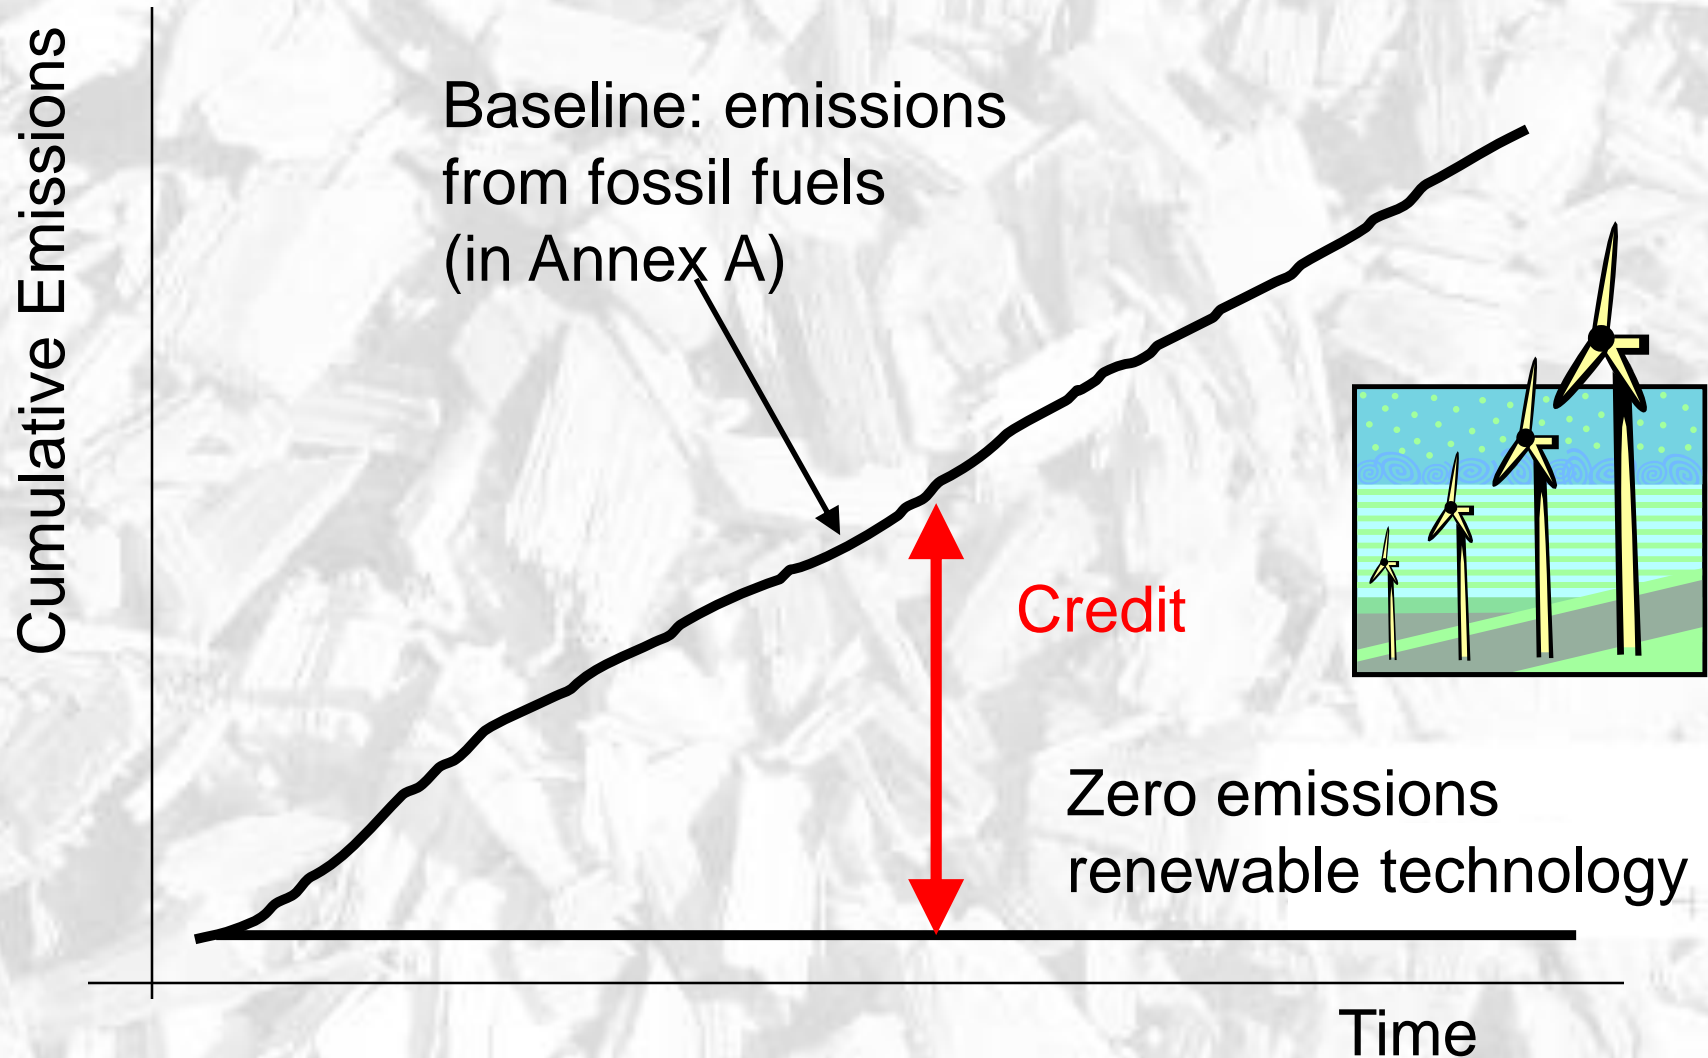 Cumulative Emissions
Baseline: emissions
from fossil fuels
(in Annex A)
Credit
Zero emissions
renewable technology
Time